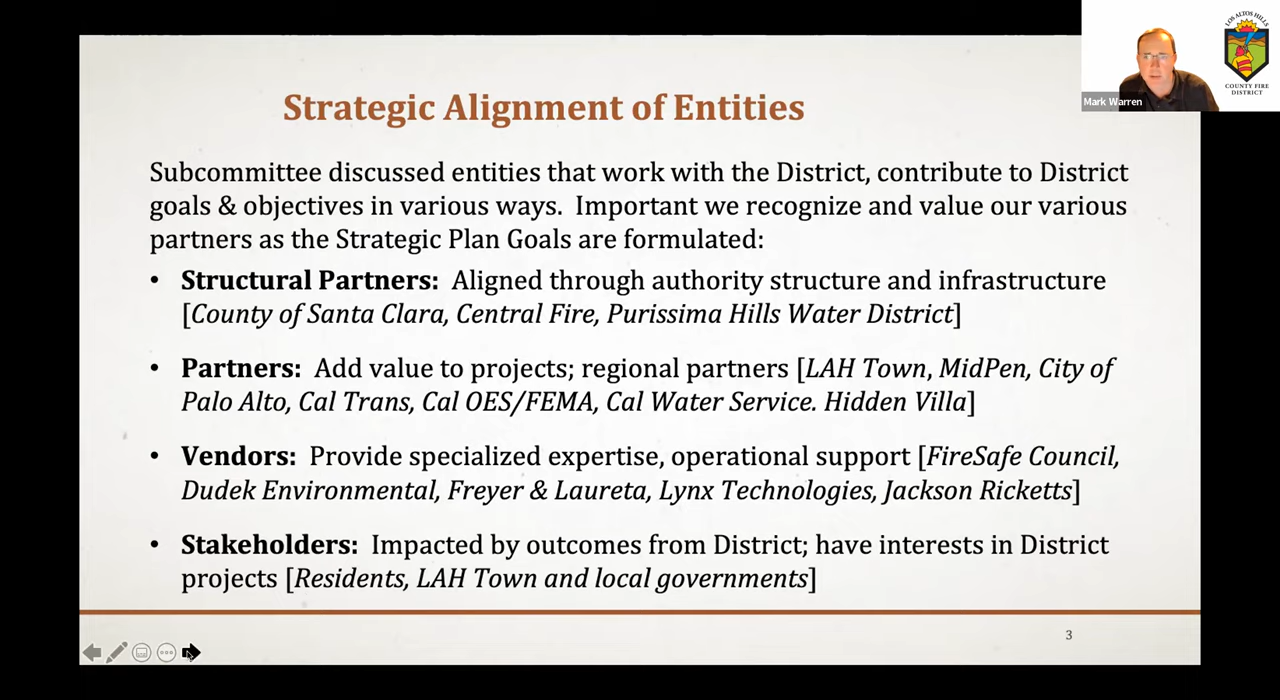 LOS ALTOS HILLS
COUNTY FIRE
DISTRICT
Mark Warren
Strategic Alignment of Entities
Subcommittee discussed entities that work with the District, contribute to District
goals & objectives in various ways.  Important we recognize and value our various
partners as the Strategic Plan Goals are formulated:
• Structural Partners:  Aligned through authority structure and infrastructure
[County of Santa Clara, Central Fire, Purissima Hills Water District]
• Partners:  Add value to projects; regional partners [LAH Town, MidPen, City of
Palo Alto, Cal Trans, Cal OES/FEMA, Cal Water Service. Hidden Villa]
• Vendors:  Provide specialized expertise, operational support [FireSafe Council,
Dudek Environmental, Freyer & Laureta, Lynx Technologies, Jackson Ricketts]
• Stakeholders:  Impacted by outcomes from District; have interests in District
projects [Residents, LAH Town and local governments]
3